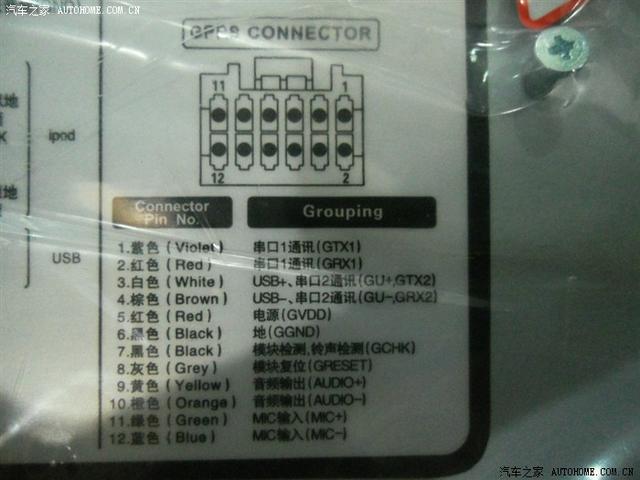 汽车之家 AUTOHOME.COM.CN
GPRS CONNECTOR
11 1
12 2
ipod
USB
Connector Pin No. Grouping
1.紫色(Violet) 串口1通讯(GTX1)
2.红色(Red) 串口1通讯(GRX1)
3.白色(White) USB+、串口2通讯(GU+,GTX2)
4.棕色(Brown) USB-、串口2通讯(GU-,GRX2)
5.红色(Red) 电源(GVDD)
6.黑色(Black) 地(GGND)
7.黑色(Black) 模块检测,铃声检测(GCHK)
8.灰色(Grey) 模块复位(GRESET)
9.黄色(Yellow) 音频输出(AUDIO+)
10.橙色(Orange) 音频输出(AUDIO-)
11.绿色(Green) MIC输入(MIC+)
12.蓝色(Blue) MIC输入(MIC-)
汽车之家 AUTOHOME.COM.CN